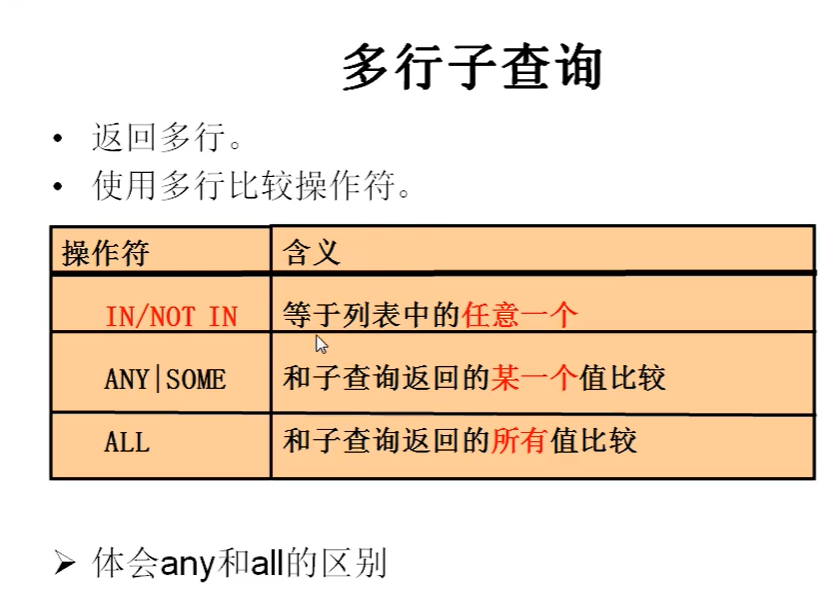 多行子查询
• 返回多行。
• 使用多行比较操作符。
操作符 含义
IN/NOT IN 等于列表中的任意一个
ANY|SOME 和子查询返回的某一个值比较
ALL 和子查询返回的所有值比较
➢ 体会any和all的区别